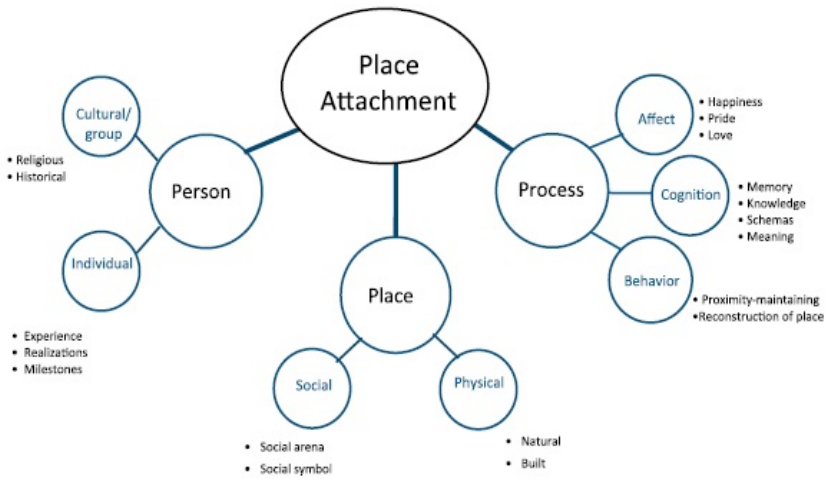 Place
Attachment
Cultural/
group
• Religious
• Historical
Person
Individual
• Experience
• Realizations
• Milestones
Place
Social
• Social arena
• Social symbol
Physical
• Natural
• Built
Process
Affect
• Happiness
• Pride
• Love
Cognition
• Memory
• Knowledge
• Schemas
• Meaning
Behavior
• Proximity-maintaining
•Reconstruction of place